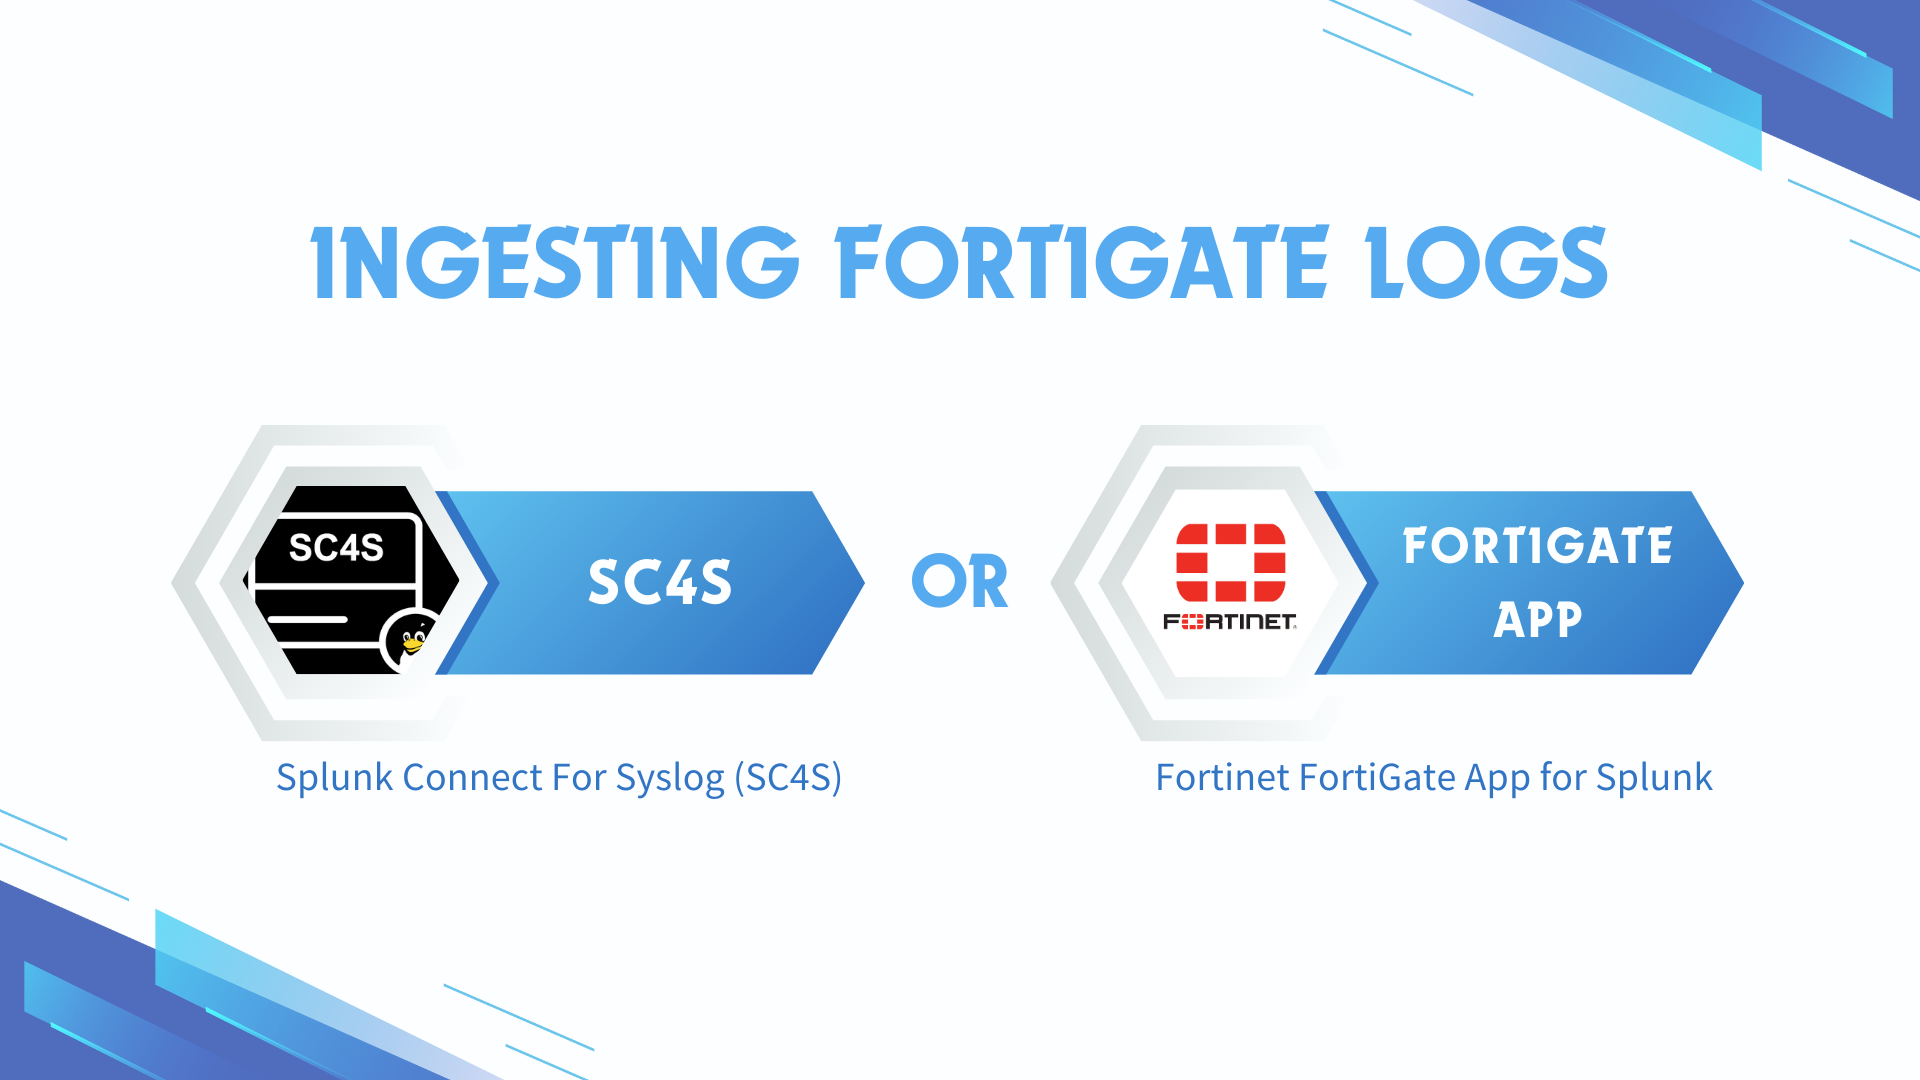 INGESTING FORTIGATE LOGS
SC4S
SC4S
OR
FORTINET
FORTIGATE
APP
Splunk Connect For Syslog (SC4S)
Fortinet FortiGate App for Splunk